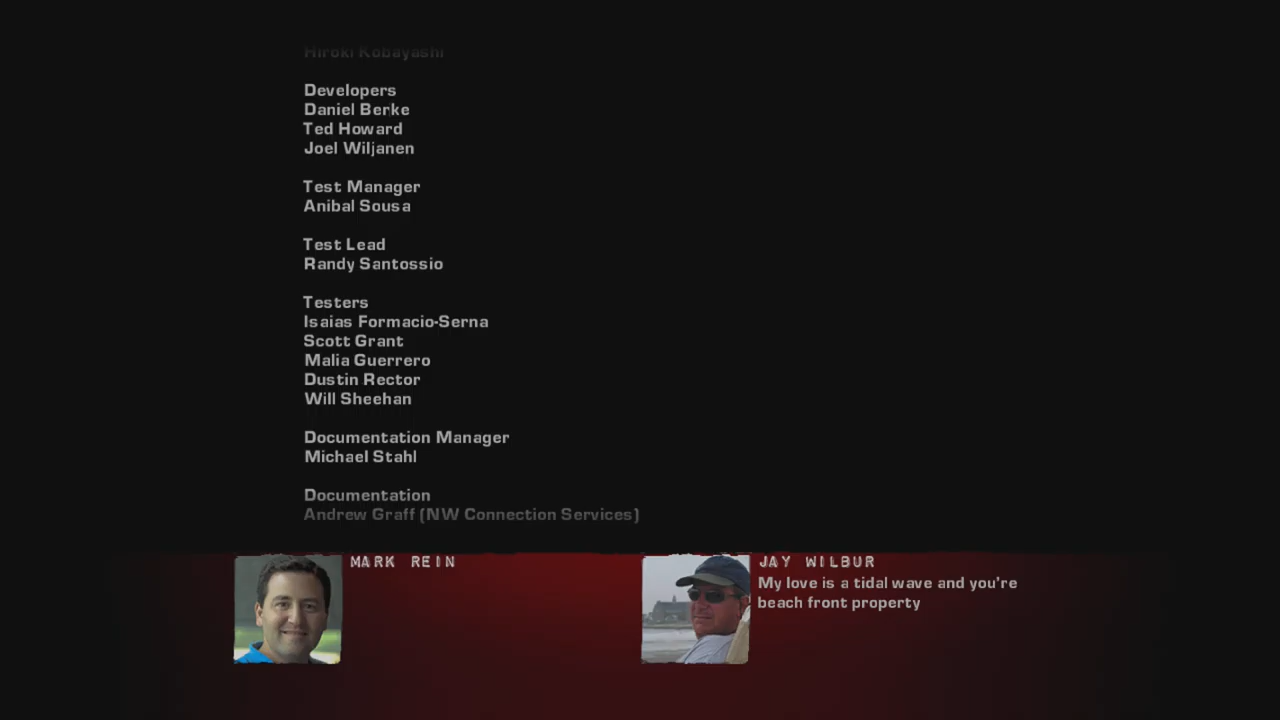 Hiroki Kobayashi
Developers
Daniel Berke
Ted Howard
Joel Wiljanen
Test Manager
Anibal Sousa
Test Lead
Randy Santossio
Testers
Isaias Formacio-Serna
Scott Grant
Malia Guerrero
Dustin Rector
Will Sheehan
Documentation Manager
Michael Stahl
Documentation
Andrew Graff (NW Connection Services)
MARK REIN
JAY WILBUR
My love is a tidal wave and you're
beach front property